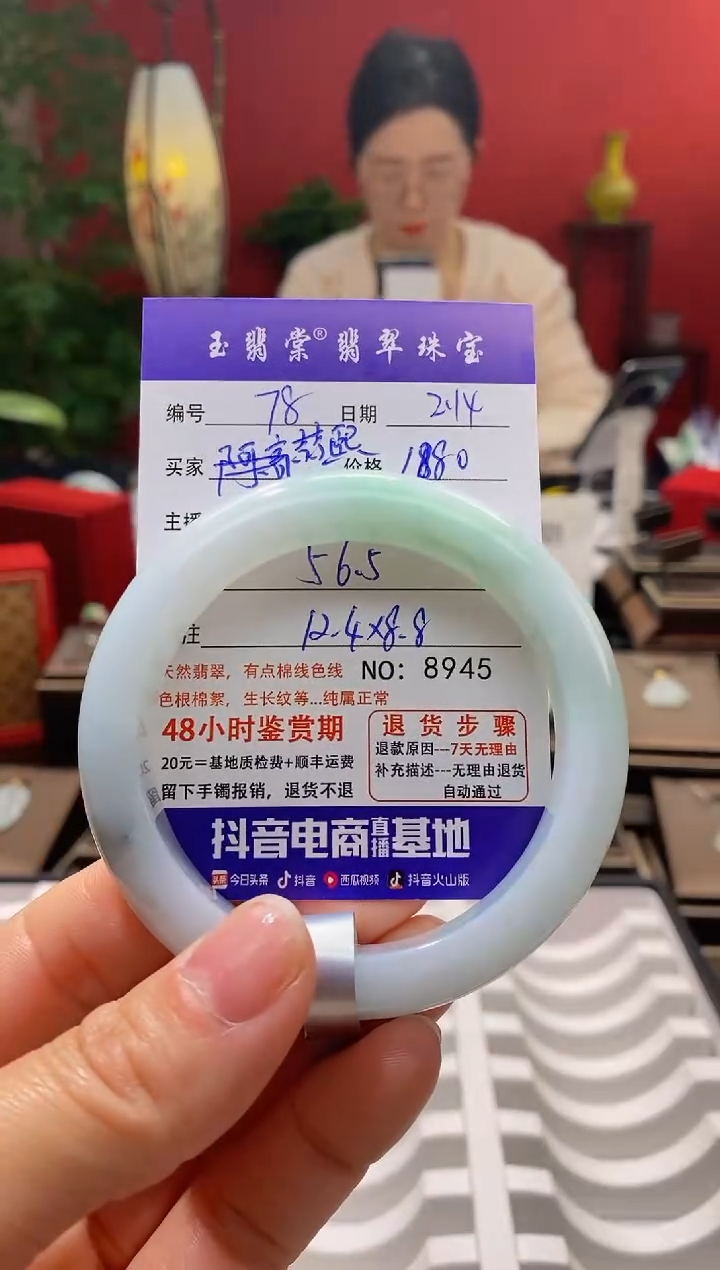 玉翡棠®翡翠珠宝
编号 78 日期 2.14
买家 价格 1880
主播
56.5
注 12.4×8.8
天然翡翠，有点棉线色线 NO: 8945
色根棉絮，生长纹等...纯属正常
48小时鉴赏期
20元=基地质检费+顺丰运费
留下手镯报销，退货不退
退货步骤
退款原因---7天无理由
补充描述---无理由退货
自动通过
抖音电商直播基地
头条 今日头条 抖音 西瓜视频 抖音火山版